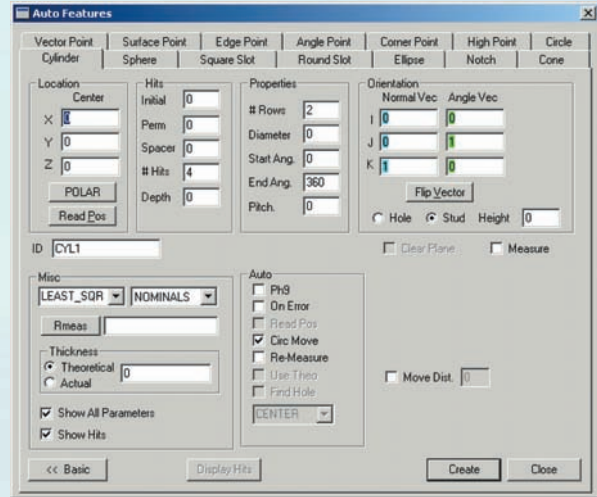 Auto Features
Vector Point Surface Point Edge Point Angle Point Corner Point High Point Circle
Cylinder Sphere Square Slot Round Slot Ellipse Notch Cone
Location
Center
X 0
Y 0
Z 0
POLAR
Read Pos
Hits
Initial 0
Perm 0
Spacer 0
# Hits 4
Depth 0
Properties
# Rows 2
Diameter 0
Start Ang. 0
End Ang. 360
Pitch. 0
Orientation
Normal Vec Angle Vec
I 0 0
J 0 1
K 1 0
Flip Vector
Hole Stud Height 0
ID CYL1
Clear Plane Measure
Misc
LEAST_SQR NOMINALS
Rmeas
Thickness
Theoretical 0
Actual
Show All Parameters
Show Hits
Auto
Ph9
On Error
Read Pos
Circ Move
Re-Measure
Use Theo
Find Hole
CENTER
Move Dist. 0
<< Basic Display Hits Create Close